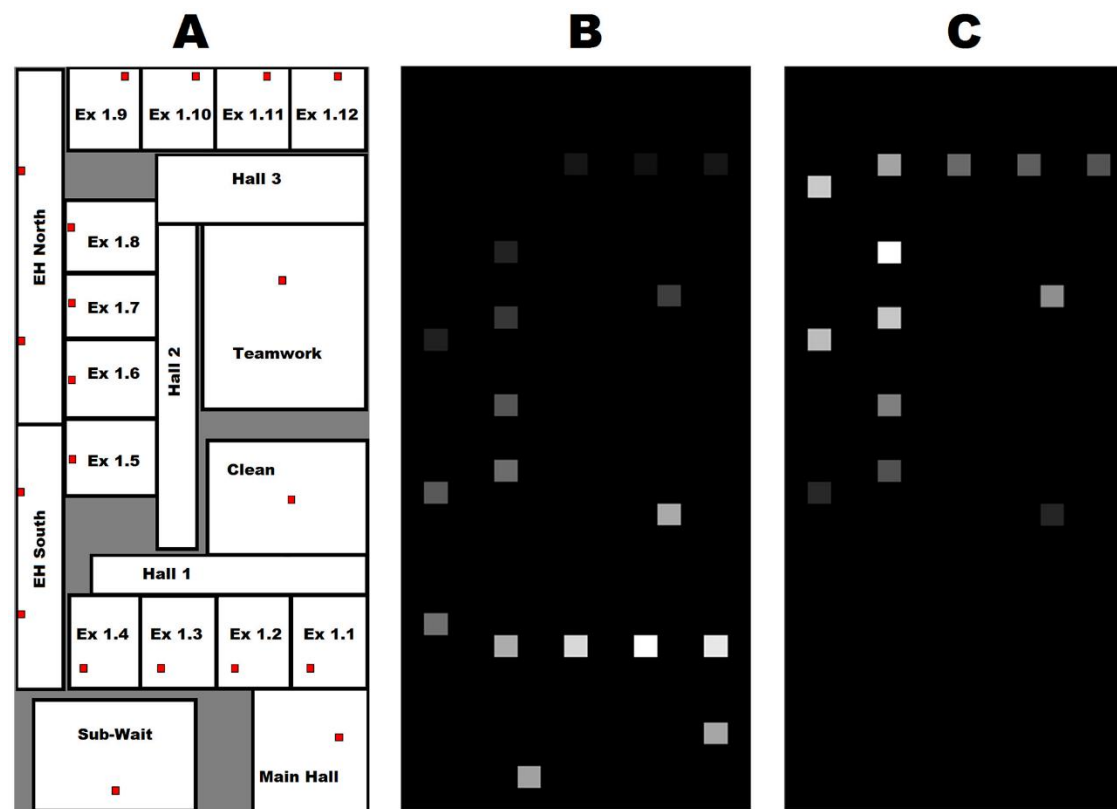 A
B
C
Ex 1.9
Ex 1.10
Ex 1.11
Ex 1.12
Hall 3
EH North
Ex 1.8
Ex 1.7
Ex 1.6
Ex 1.5
Hall 2
Teamwork
Clean
EH South
Hall 1
Ex 1.4
Ex 1.3
Ex 1.2
Ex 1.1
Sub-Wait
Main Hall